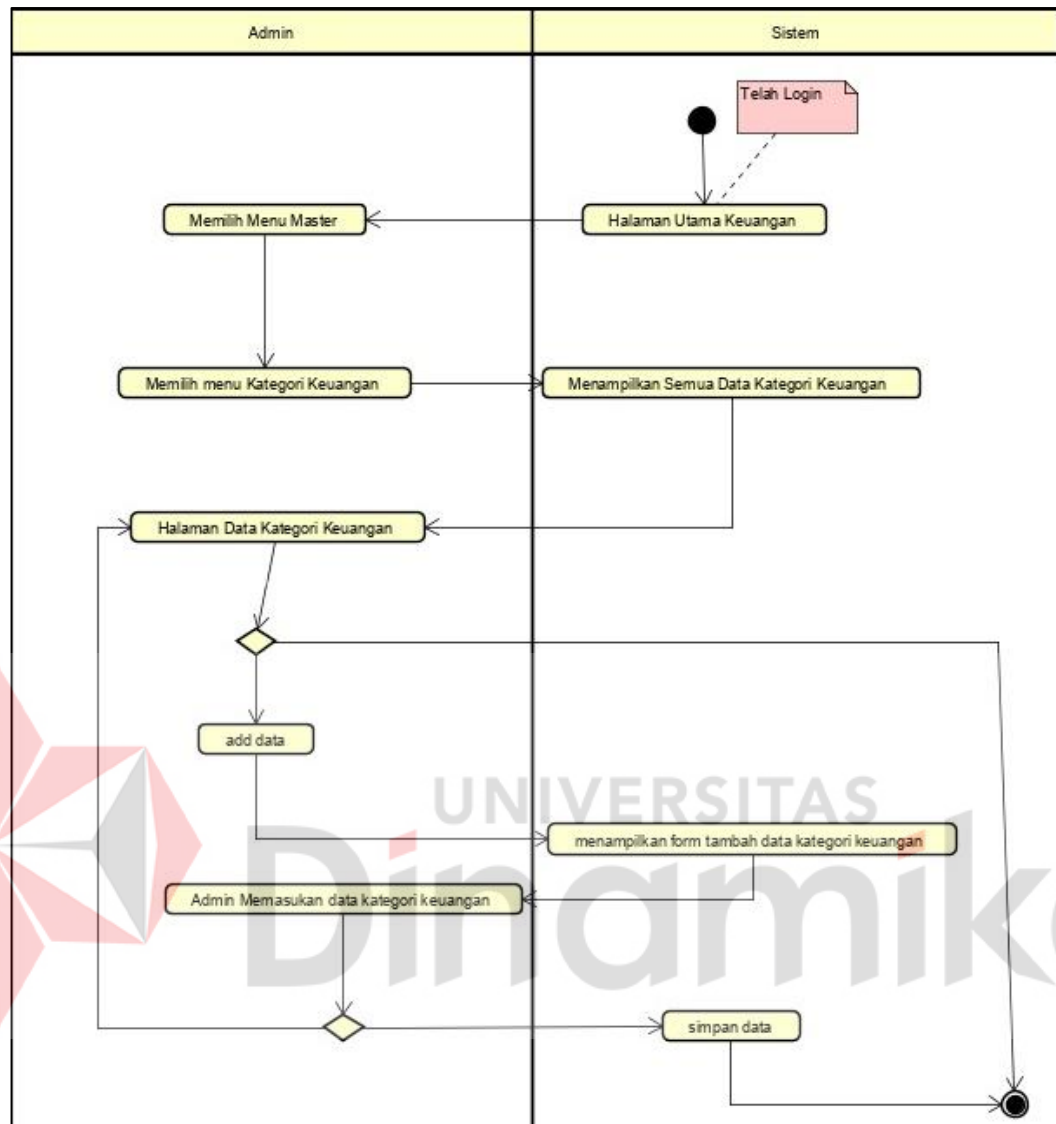 Admin
Sistem
Telah Login
Memilih Menu Master
Halaman Utama Keuangan
Memilih menu Kategori Keuangan
Menampilkan Semua Data Kategori Keuangan
Halaman Data Kategori Keuangan
add data
UNIVERSITAS
Dinamika
menampilkan form tambah data kategori keuangan
Admin Memasukan data kategori keuangan
simpan data